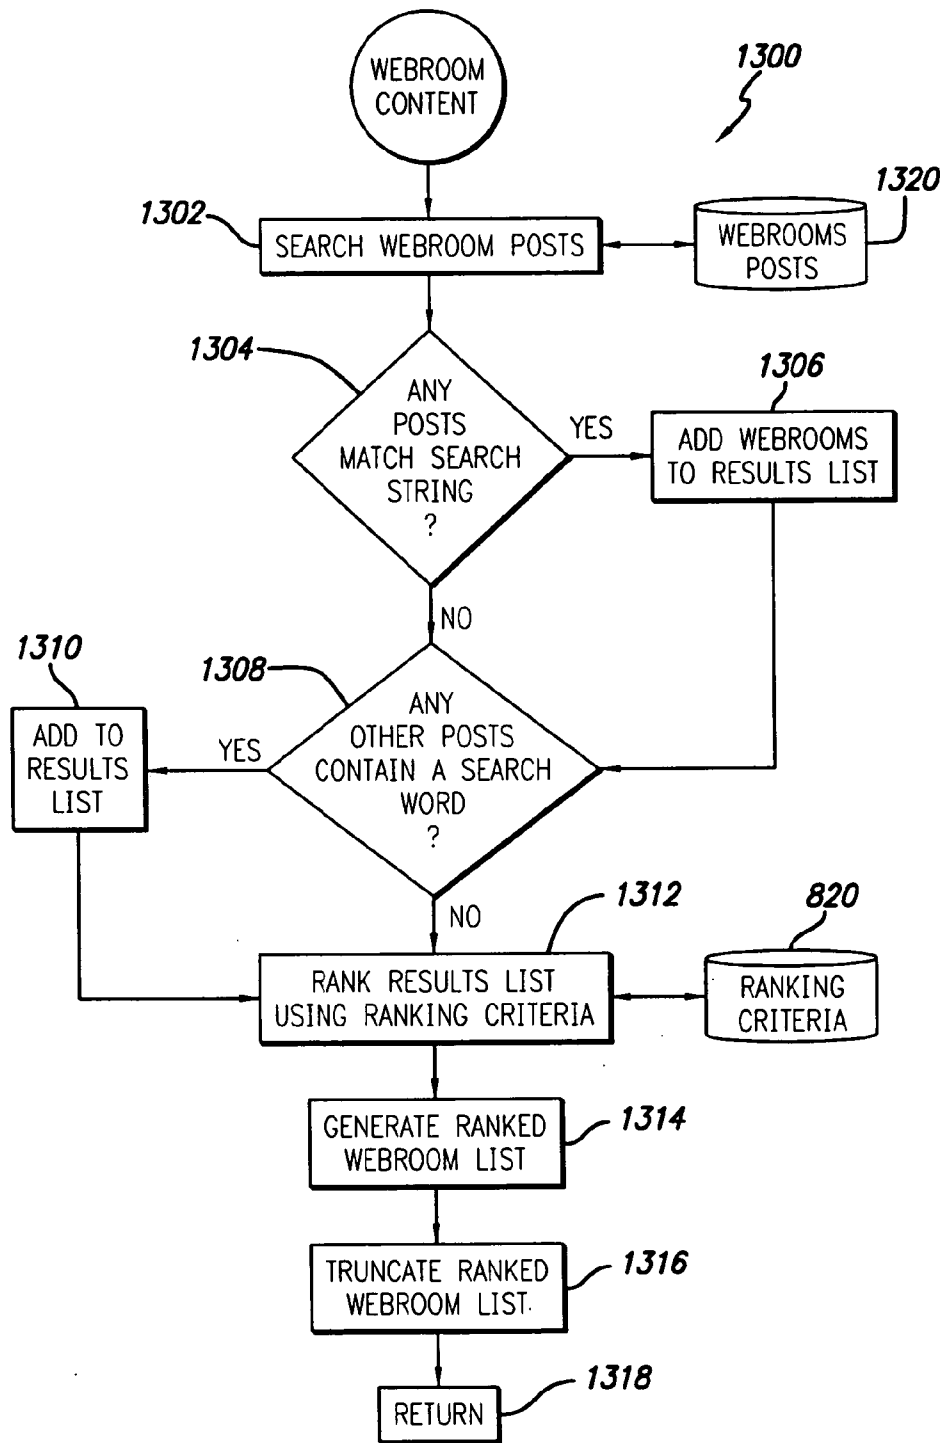 WEBROOM
CONTENT
1300
1302
SEARCH WEBROOM POSTS
WEBROOMS
POSTS
1320
1304
ANY
POSTS
MATCH SEARCH
STRING
?
YES
1306
ADD WEBROOMS
TO RESULTS LIST
NO
1310
ADD TO
RESULTS
LIST
YES
1308
ANY
OTHER POSTS
CONTAIN A SEARCH
WORD
?
NO
1312
RANK RESULTS LIST
USING RANKING CRITERIA
820
RANKING
CRITERIA
GENERATE RANKED
WEBROOM LIST
1314
TRUNCATE RANKED
WEBROOM LIST.
1316
RETURN
1318